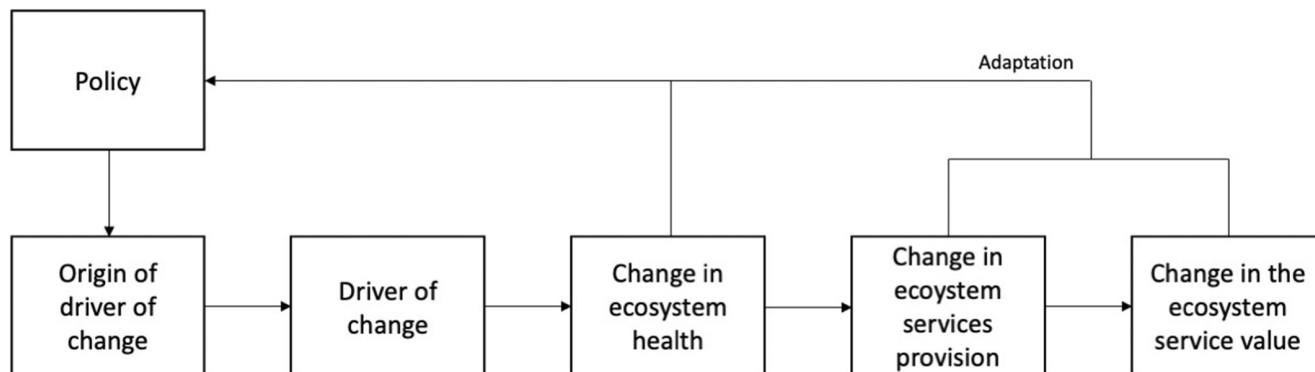 Policy
Adaptation
Origin of
driver of
change
Driver of
change
Change in
ecosystem
health
Change in
ecoystem
services
provision
Change in the
ecosystem
service value